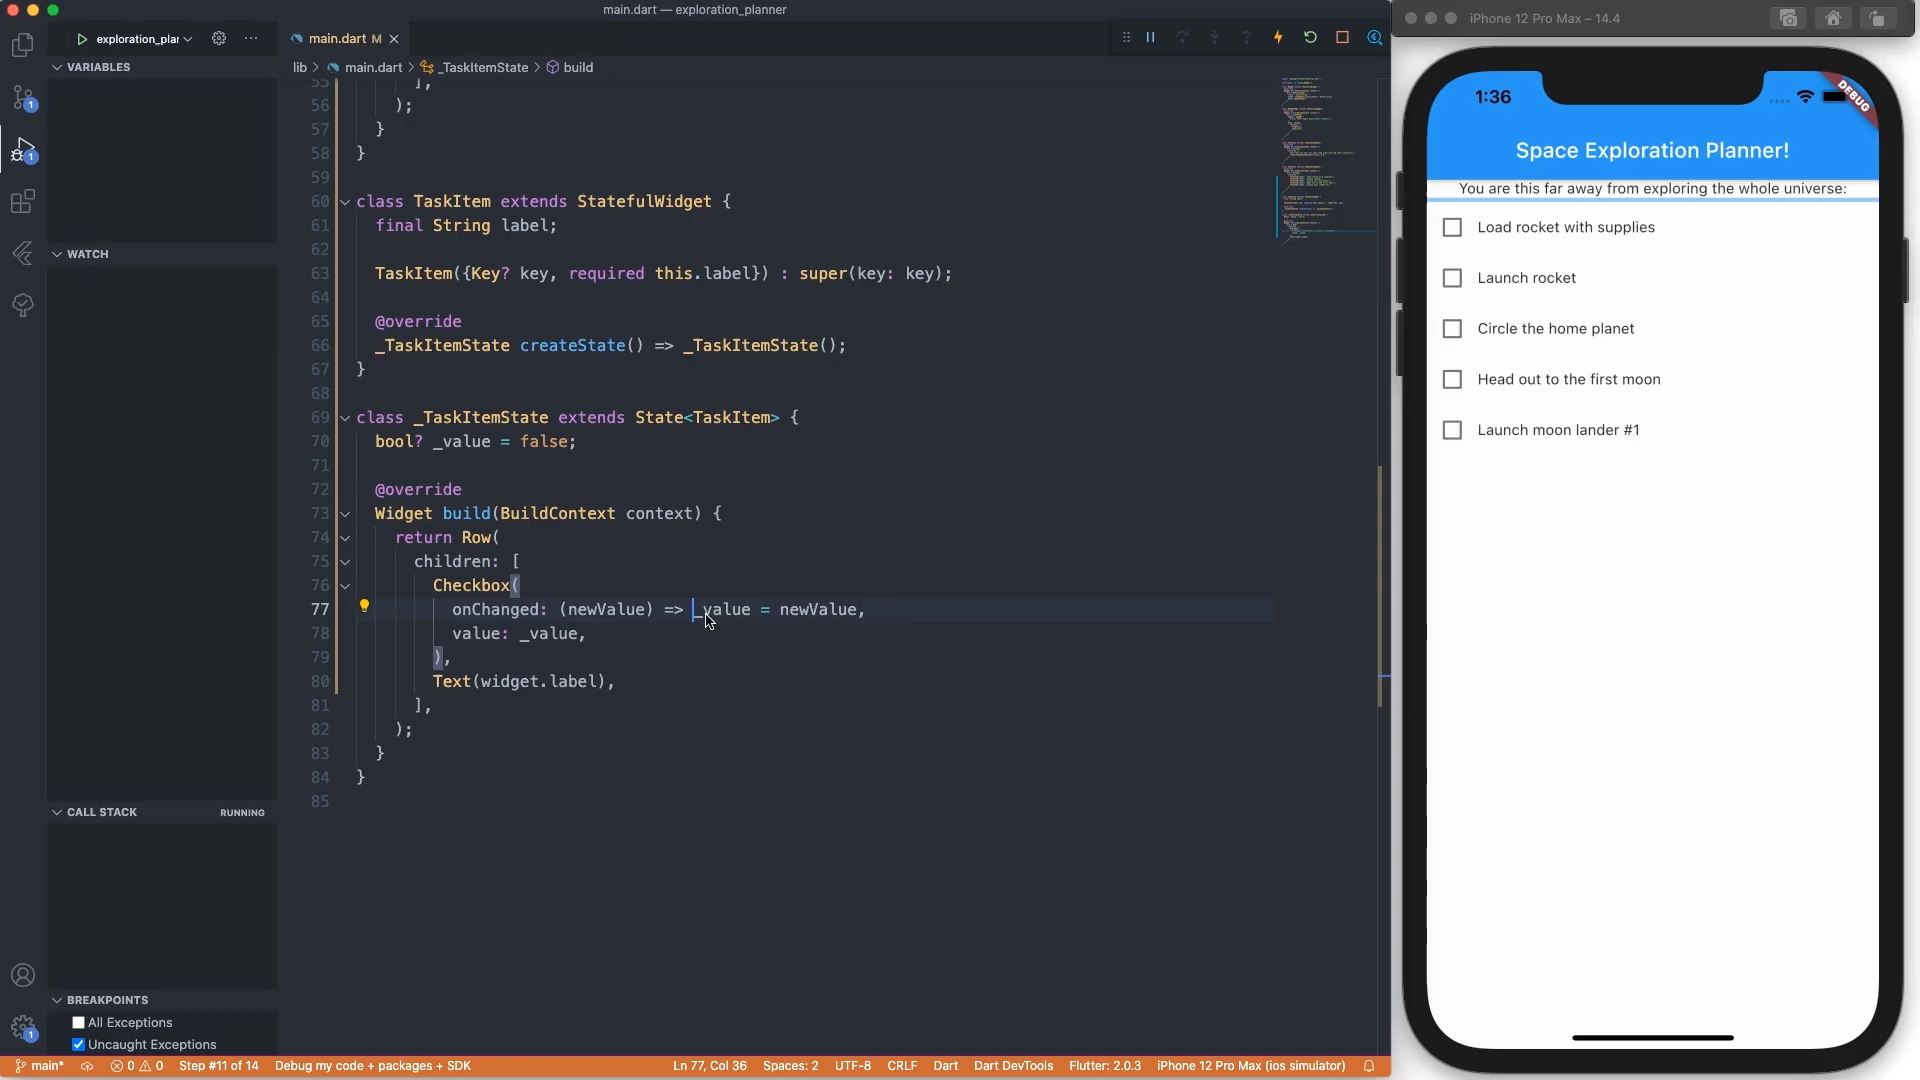 main.dart — exploration_planner
exploration_plar
main.dart M
lib > main.dart > _TaskItemState > build
VARIABLES
WATCH
CALL STACK
RUNNING
BREAKPOINTS
All Exceptions
Uncaught Exceptions
1
1
1
55 ],
56 );
57 }
58 }
59
60 class TaskItem extends StatefulWidget {
61 final String label;
62
63 TaskItem({Key? key, required this.label}) : super(key: key);
64
65 @override
66 _TaskItemState createState() => _TaskItemState();
67 }
68
69 class _TaskItemState extends State<TaskItem> {
70 bool? _value = false;
71
72 @override
73 Widget build(BuildContext context) {
74 return Row(
75 children: [
76 Checkbox(
77 onChanged: (newValue) => _value = newValue,
78 value: _value,
79 ),
80 Text(widget.label),
81 ],
82 );
83 }
84 }
85
main* 0 0 Step #11 of 14 Debug my code + packages + SDK Ln 77, Col 36 Spaces: 2 UTF-8 CRLF Dart Dart DevTools Flutter: 2.0.3 iPhone 12 Pro Max (ios simulator)
iPhone 12 Pro Max – 14.4
1:36
DEBUG
Space Exploration Planner!
You are this far away from exploring the whole universe:
Load rocket with supplies
Launch rocket
Circle the home planet
Head out to the first moon
Launch moon lander #1